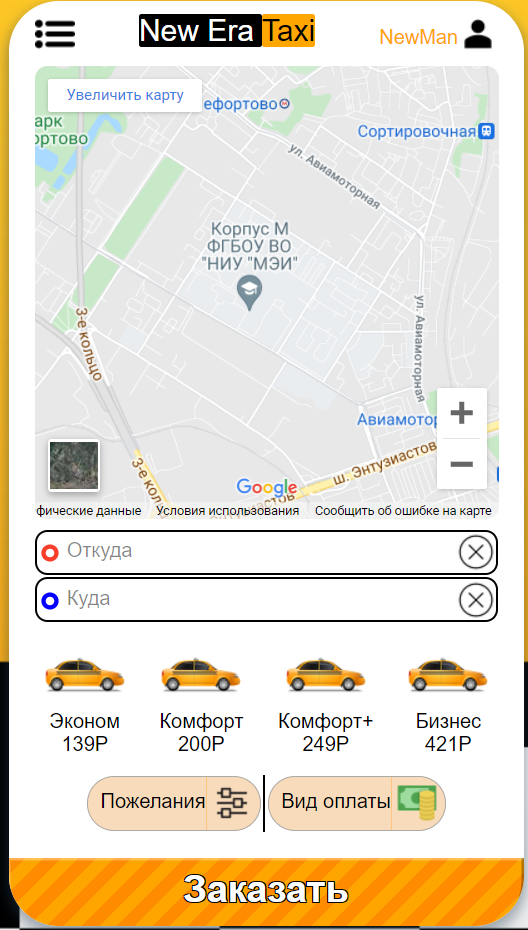 New Era Taxi
NewMan
Увеличить карту
ефортово
арк
ортово
Сортировочная
ул. Авиамоторная
Корпус М
ФГБОУ ВО
"НИУ "МЭИ"
3-е кольцо
ул. Авиамоторная
Авиамотор
3-е кол
ш. Энтузиастов
Google
фические данные Условия использования Сообщить об ошибке на карте
Откуда
Куда
Эконом Комфорт Комфорт+ Бизнес
139Р 200Р 249Р 421Р
Пожелания Вид оплаты
Заказать